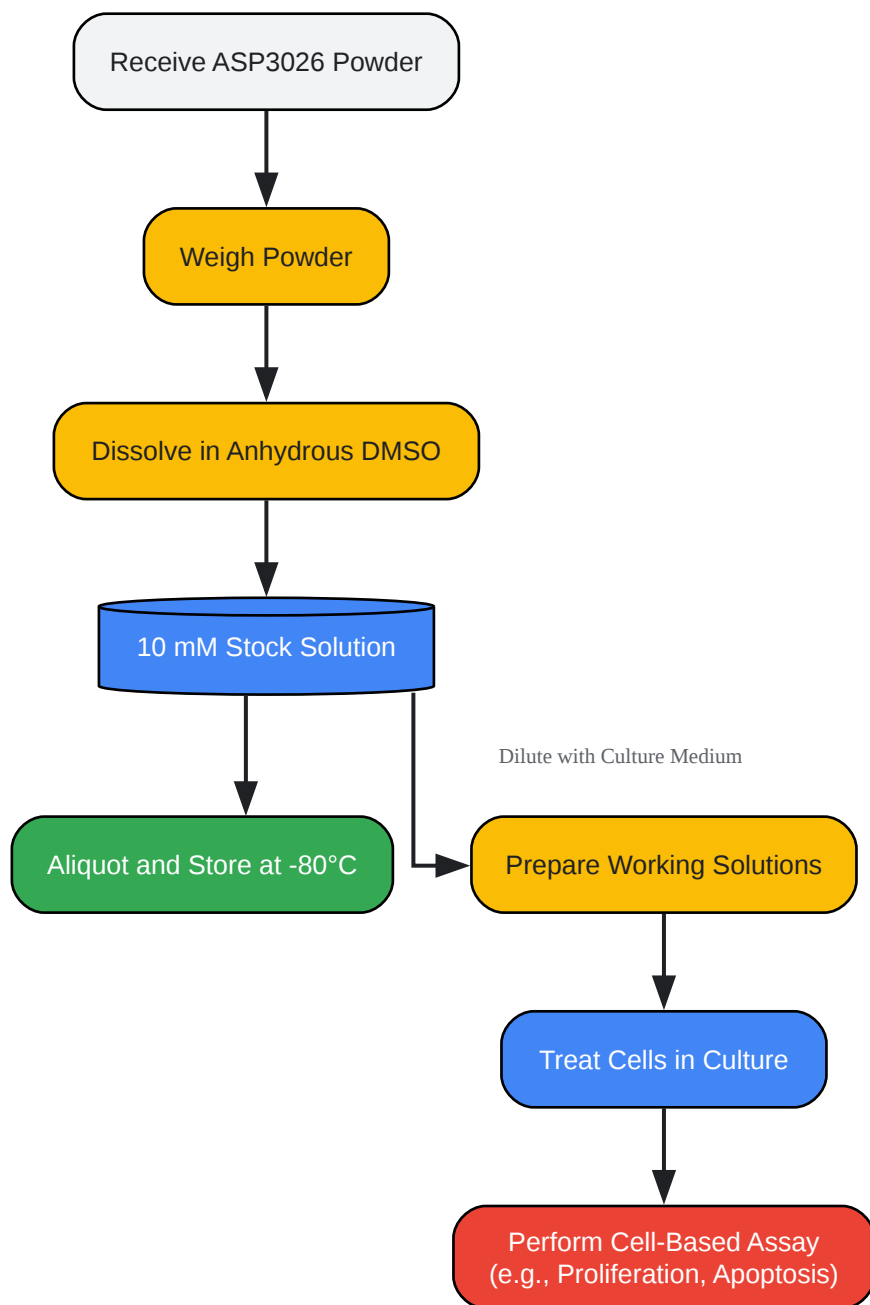 Receive ASP3026 Powder
Weigh Powder
Dissolve in Anhydrous DMSO
10 mM Stock Solution
Dilute with Culture Medium
Aliquot and Store at -80°C
Prepare Working Solutions
Treat Cells in Culture
Perform Cell-Based Assay
(e.g., Proliferation, Apoptosis)